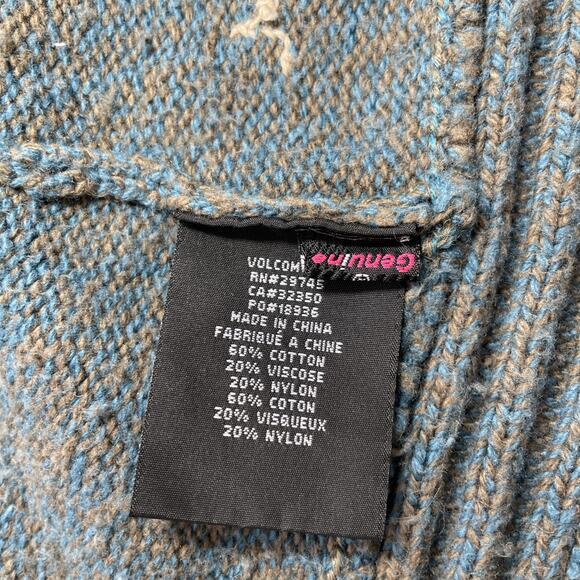 VOLCOM
RN#29745
CA#32350
PO#18936
MADE IN CHINA
FABRIQUÉ A CHINE
60% COTTON
20% VISCOSE
20% NYLON
60% COTON
20% VISQUEUX
20% NYLON
Genuine